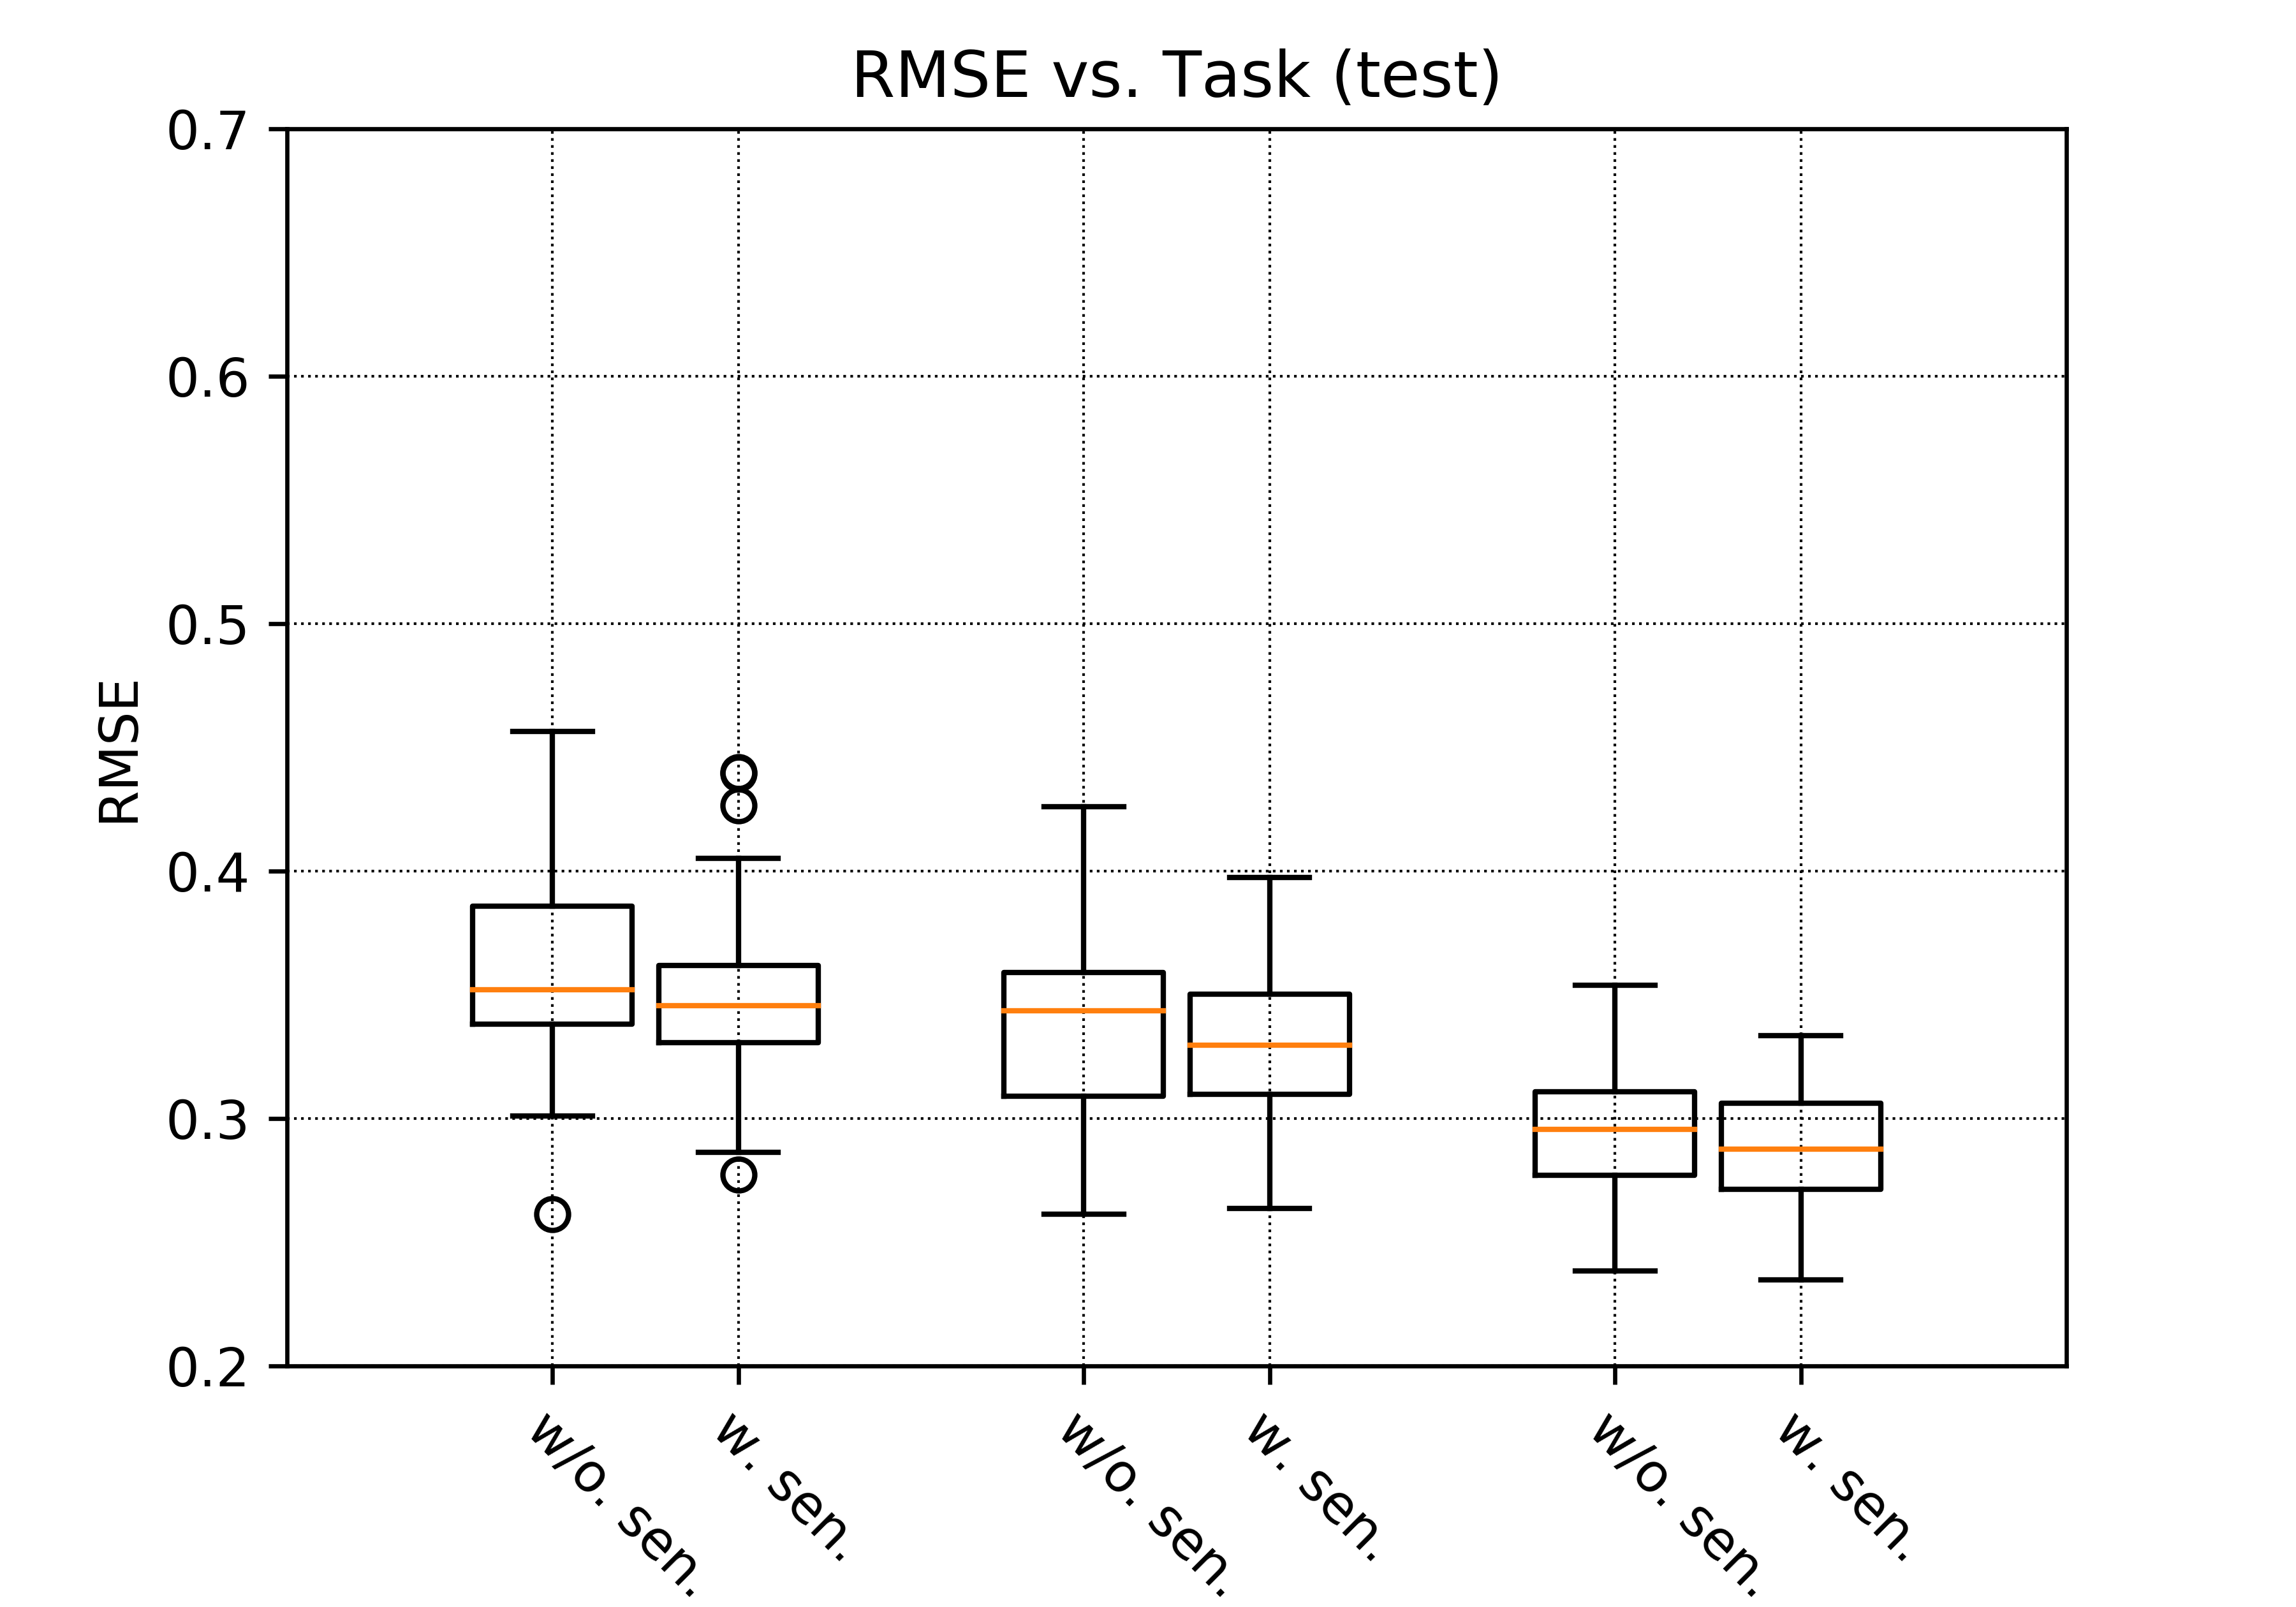 RMSE vs. Task (test)
0.7
0.6
0.5
0.4
0.3
0.2
RMSE
w/o. sen.
w. sen.
w/o. sen.
w. sen.
w/o. sen.
w. sen.